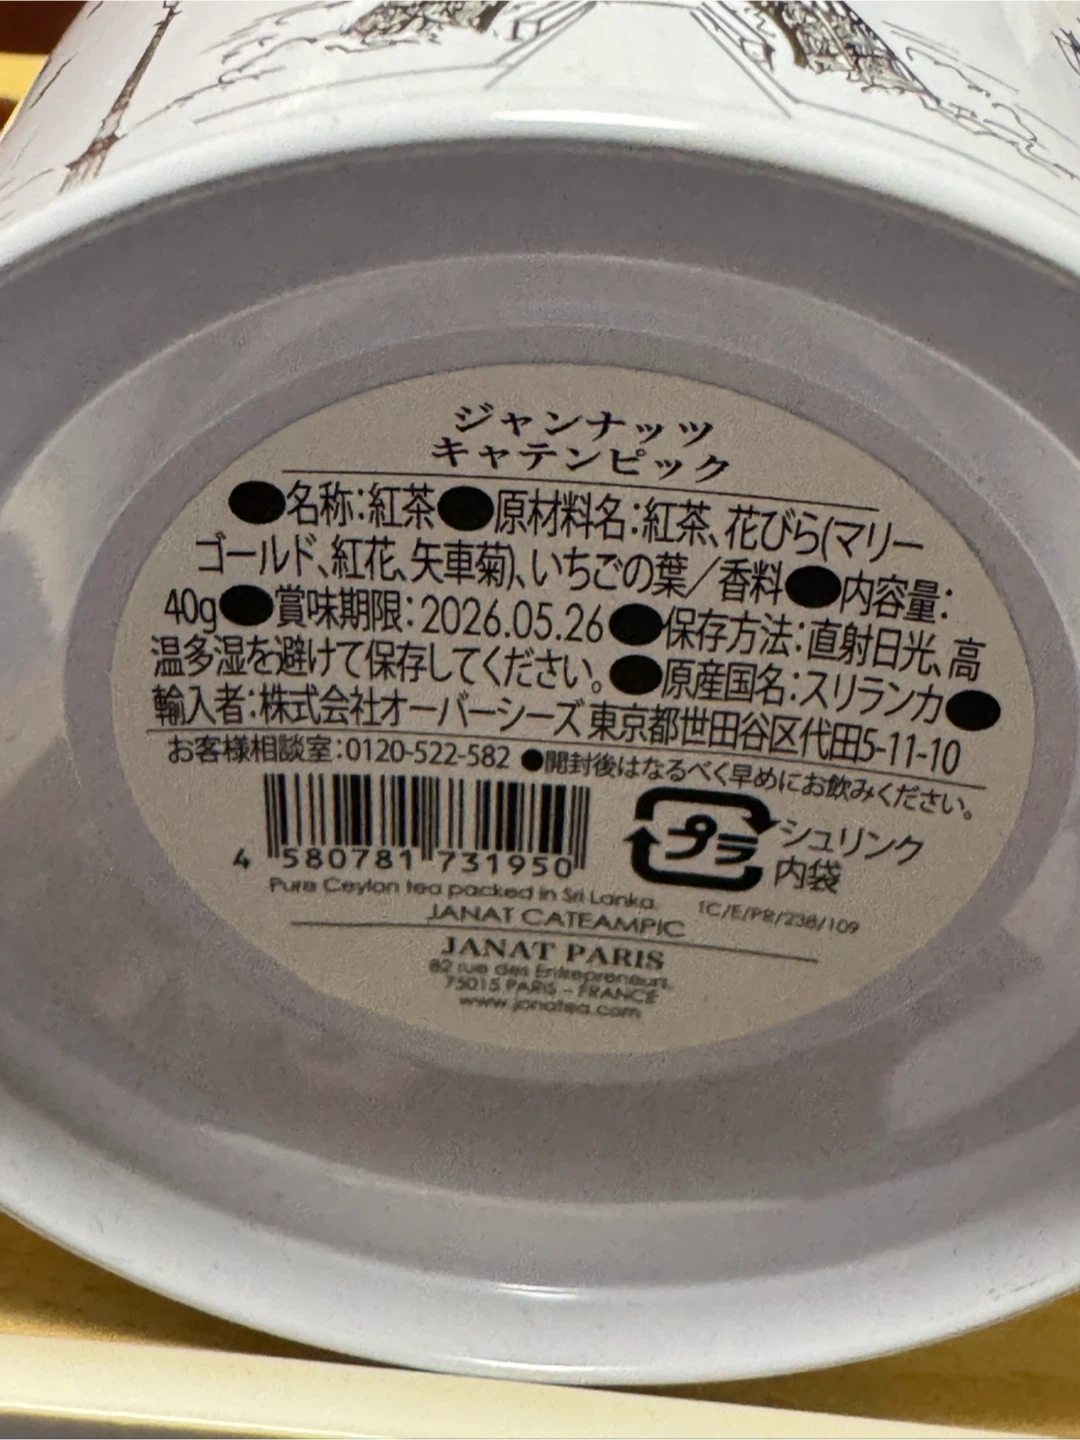 ジャンナッツ
キャテンピック
●名称:紅茶●原材料名:紅茶、花びら(マリー
ゴールド、紅花、矢車菊)、いちごの葉/香料●内容量:
40g●賞味期限:2026.05.26●保存方法:直射日光、高
温多湿を避けて保存してください。●原産国名:スリランカ●
輸入者:株式会社オーバーシーズ 東京都世田谷区代田5-11-10
お客様相談室:0120-522-582 ●開封後はなるべく早めにお飲みください。
プラ
シュリンク
内袋
4 580781 731950
Pure Ceylon tea packed in Sri Lanka.
1C/E/PB/23B/109
JANAT CATEAMPIC
JANAT PARIS
82 rue des Entrepreneurs,
75015 PARIS - FRANCE
www.janatea.com